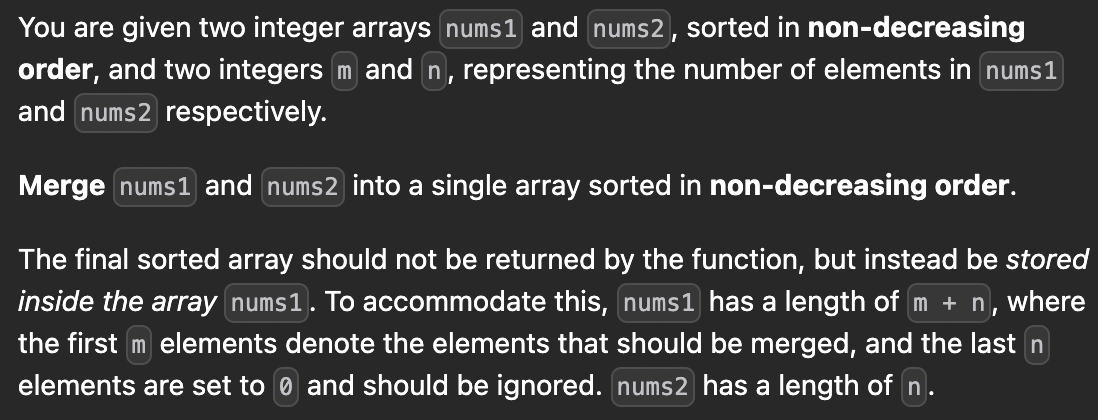 You are given two integer arrays nums1 and nums2, sorted in non-decreasing
order, and two integers m and n, representing the number of elements in nums1
and nums2 respectively.
Merge nums1 and nums2 into a single array sorted in non-decreasing order.
The final sorted array should not be returned by the function, but instead be stored
inside the array nums1. To accommodate this, nums1 has a length of m + n, where
the first m elements denote the elements that should be merged, and the last n
elements are set to 0 and should be ignored. nums2 has a length of n.